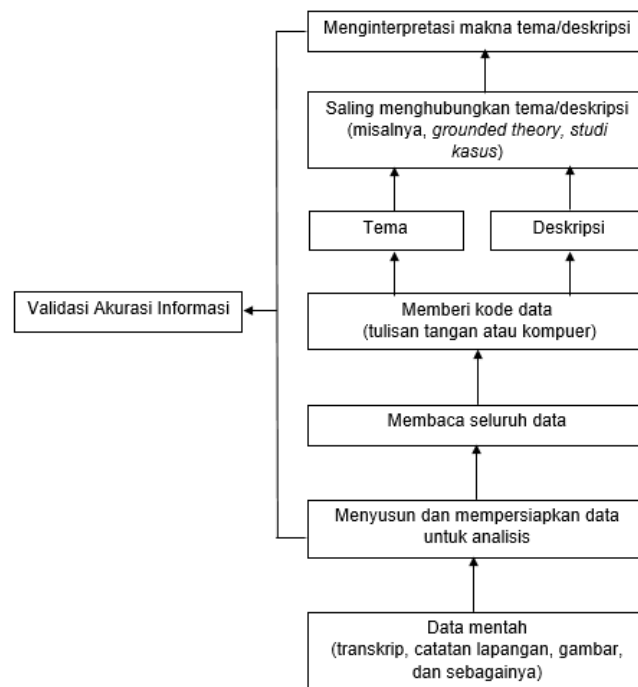 Menginterpretasi makna tema/deskripsi
Saling menghubungkan tema/deskripsi
(misalnya, grounded theory, studi
kasus)
Tema
Deskripsi
Validasi Akurasi Informasi
Memberi kode data
(tulisan tangan atau kompuer)
Membaca seluruh data
Menyusun dan mempersiapkan data
untuk analisis
Data mentah
(transkrip, catatan lapangan, gambar,
dan sebagainya)